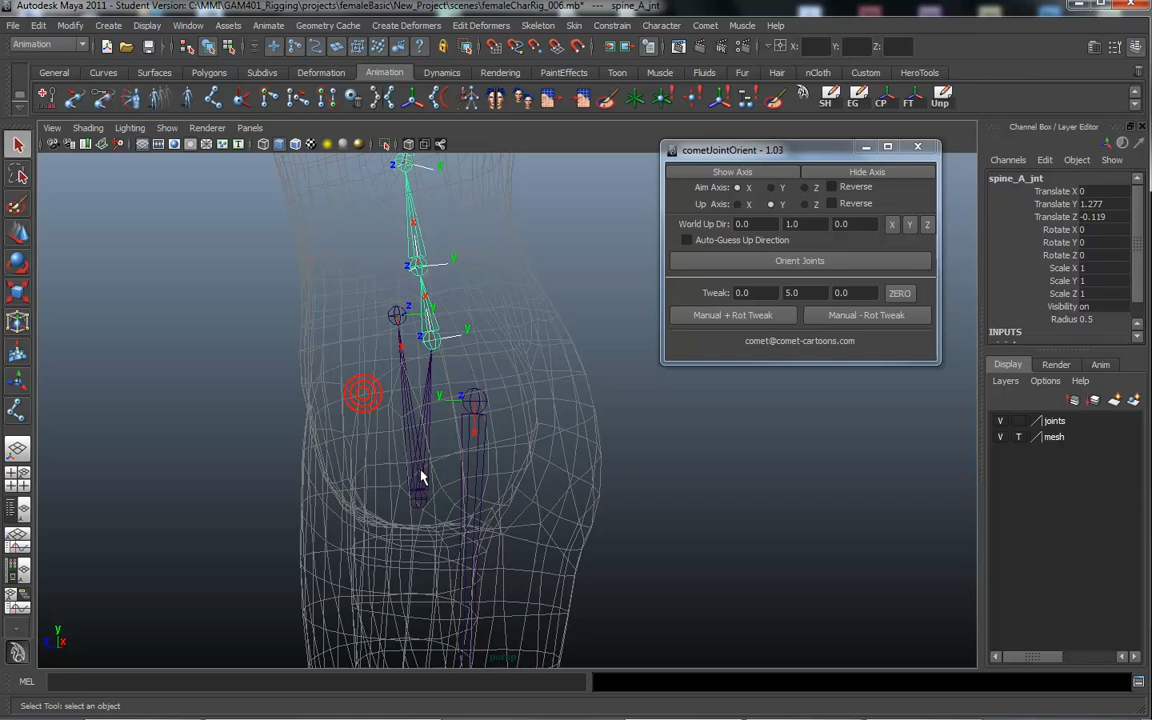 Autodesk Maya 2011 - Student Version: C:\MMI\GAM401_Rigging\projects\femaleBasic\New_Project\scenes\femaleCharRig_006.mb* --- spine_A_jnt
File Edit Modify Create Display Window Assets Animate Geometry Cache Create Deformers Edit Deformers Skeleton Skin Constrain Character Comet Muscle Help
Animation X: Y: Z:
General Curves Surfaces Polygons Subdivs Deformation Animation Dynamics Rendering PaintEffects Toon Muscle Fluids Fur Hair nCloth Custom HeroTools
SH EG CP FT Unp
View Shading Lighting Show Renderer Panels
Channel Box / Layer Editor
Channels Edit Object Show
spine_A_jnt
Translate X 0
Translate Y 1.277
Translate Z -0.119
Rotate X 0
Rotate Y 0
Rotate Z 0
Scale X 1
Scale Y 1
Scale Z 1
Visibility on
Radius 0.5
INPUTS
cometJointOrient - 1.03
Show Axis Hide Axis
Aim Axis: X Y Z Reverse
Up Axis: X Y Z Reverse
World Up Dir: 0.0 1.0 0.0 X Y Z
Auto-Guess Up Direction
Orient Joints
Tweak: 0.0 5.0 0.0 ZERO
Manual + Rot Tweak Manual - Rot Tweak
comet@comet-cartoons.com
Display Render Anim
Layers Options Help
V joints
V T mesh
persp
MEL
Select Tool: select an object